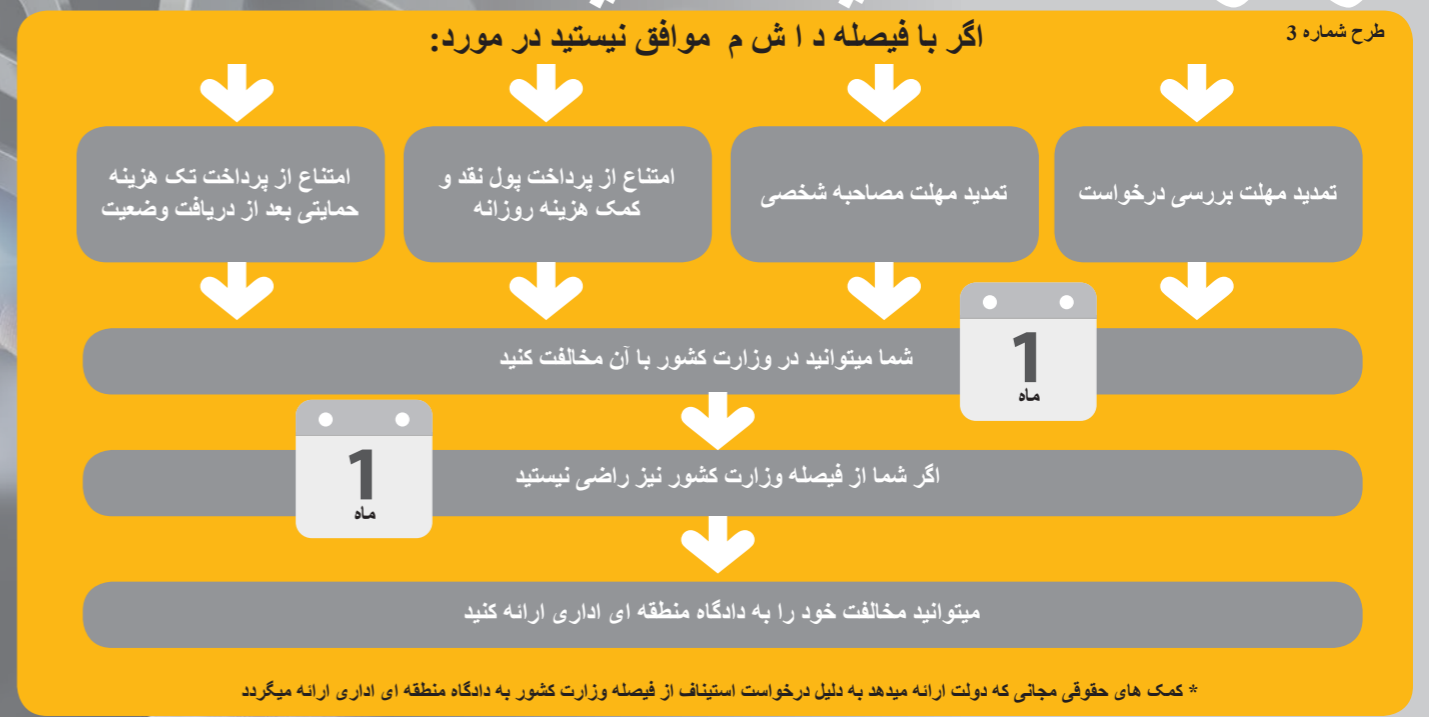 طرح شماره 3
اگر با فیصله د ا ش م موافق نیستید در مورد:
تمدید مهلت بررسی درخواست
تمدید مهلت مصاحبه شخصی
امتناع از پرداخت پول نقد و
کمک هزینه روزانه
امتناع از پرداخت تک هزینه
حمایتی بعد از دریافت وضعیت
1
ماه
شما میتوانید در وزارت کشور با آن مخالفت کنید
اگر شما از فیصله وزارت کشور نیز راضی نیستید
1
ماه
میتوانید مخالفت خود را به دادگاه منطقه ای اداری ارائه کنید
* کمک های حقوقی مجانی که دولت ارائه میدهد به دلیل درخواست استیناف از فیصله وزارت کشور به دادگاه منطقه ای اداری ارائه میگردد